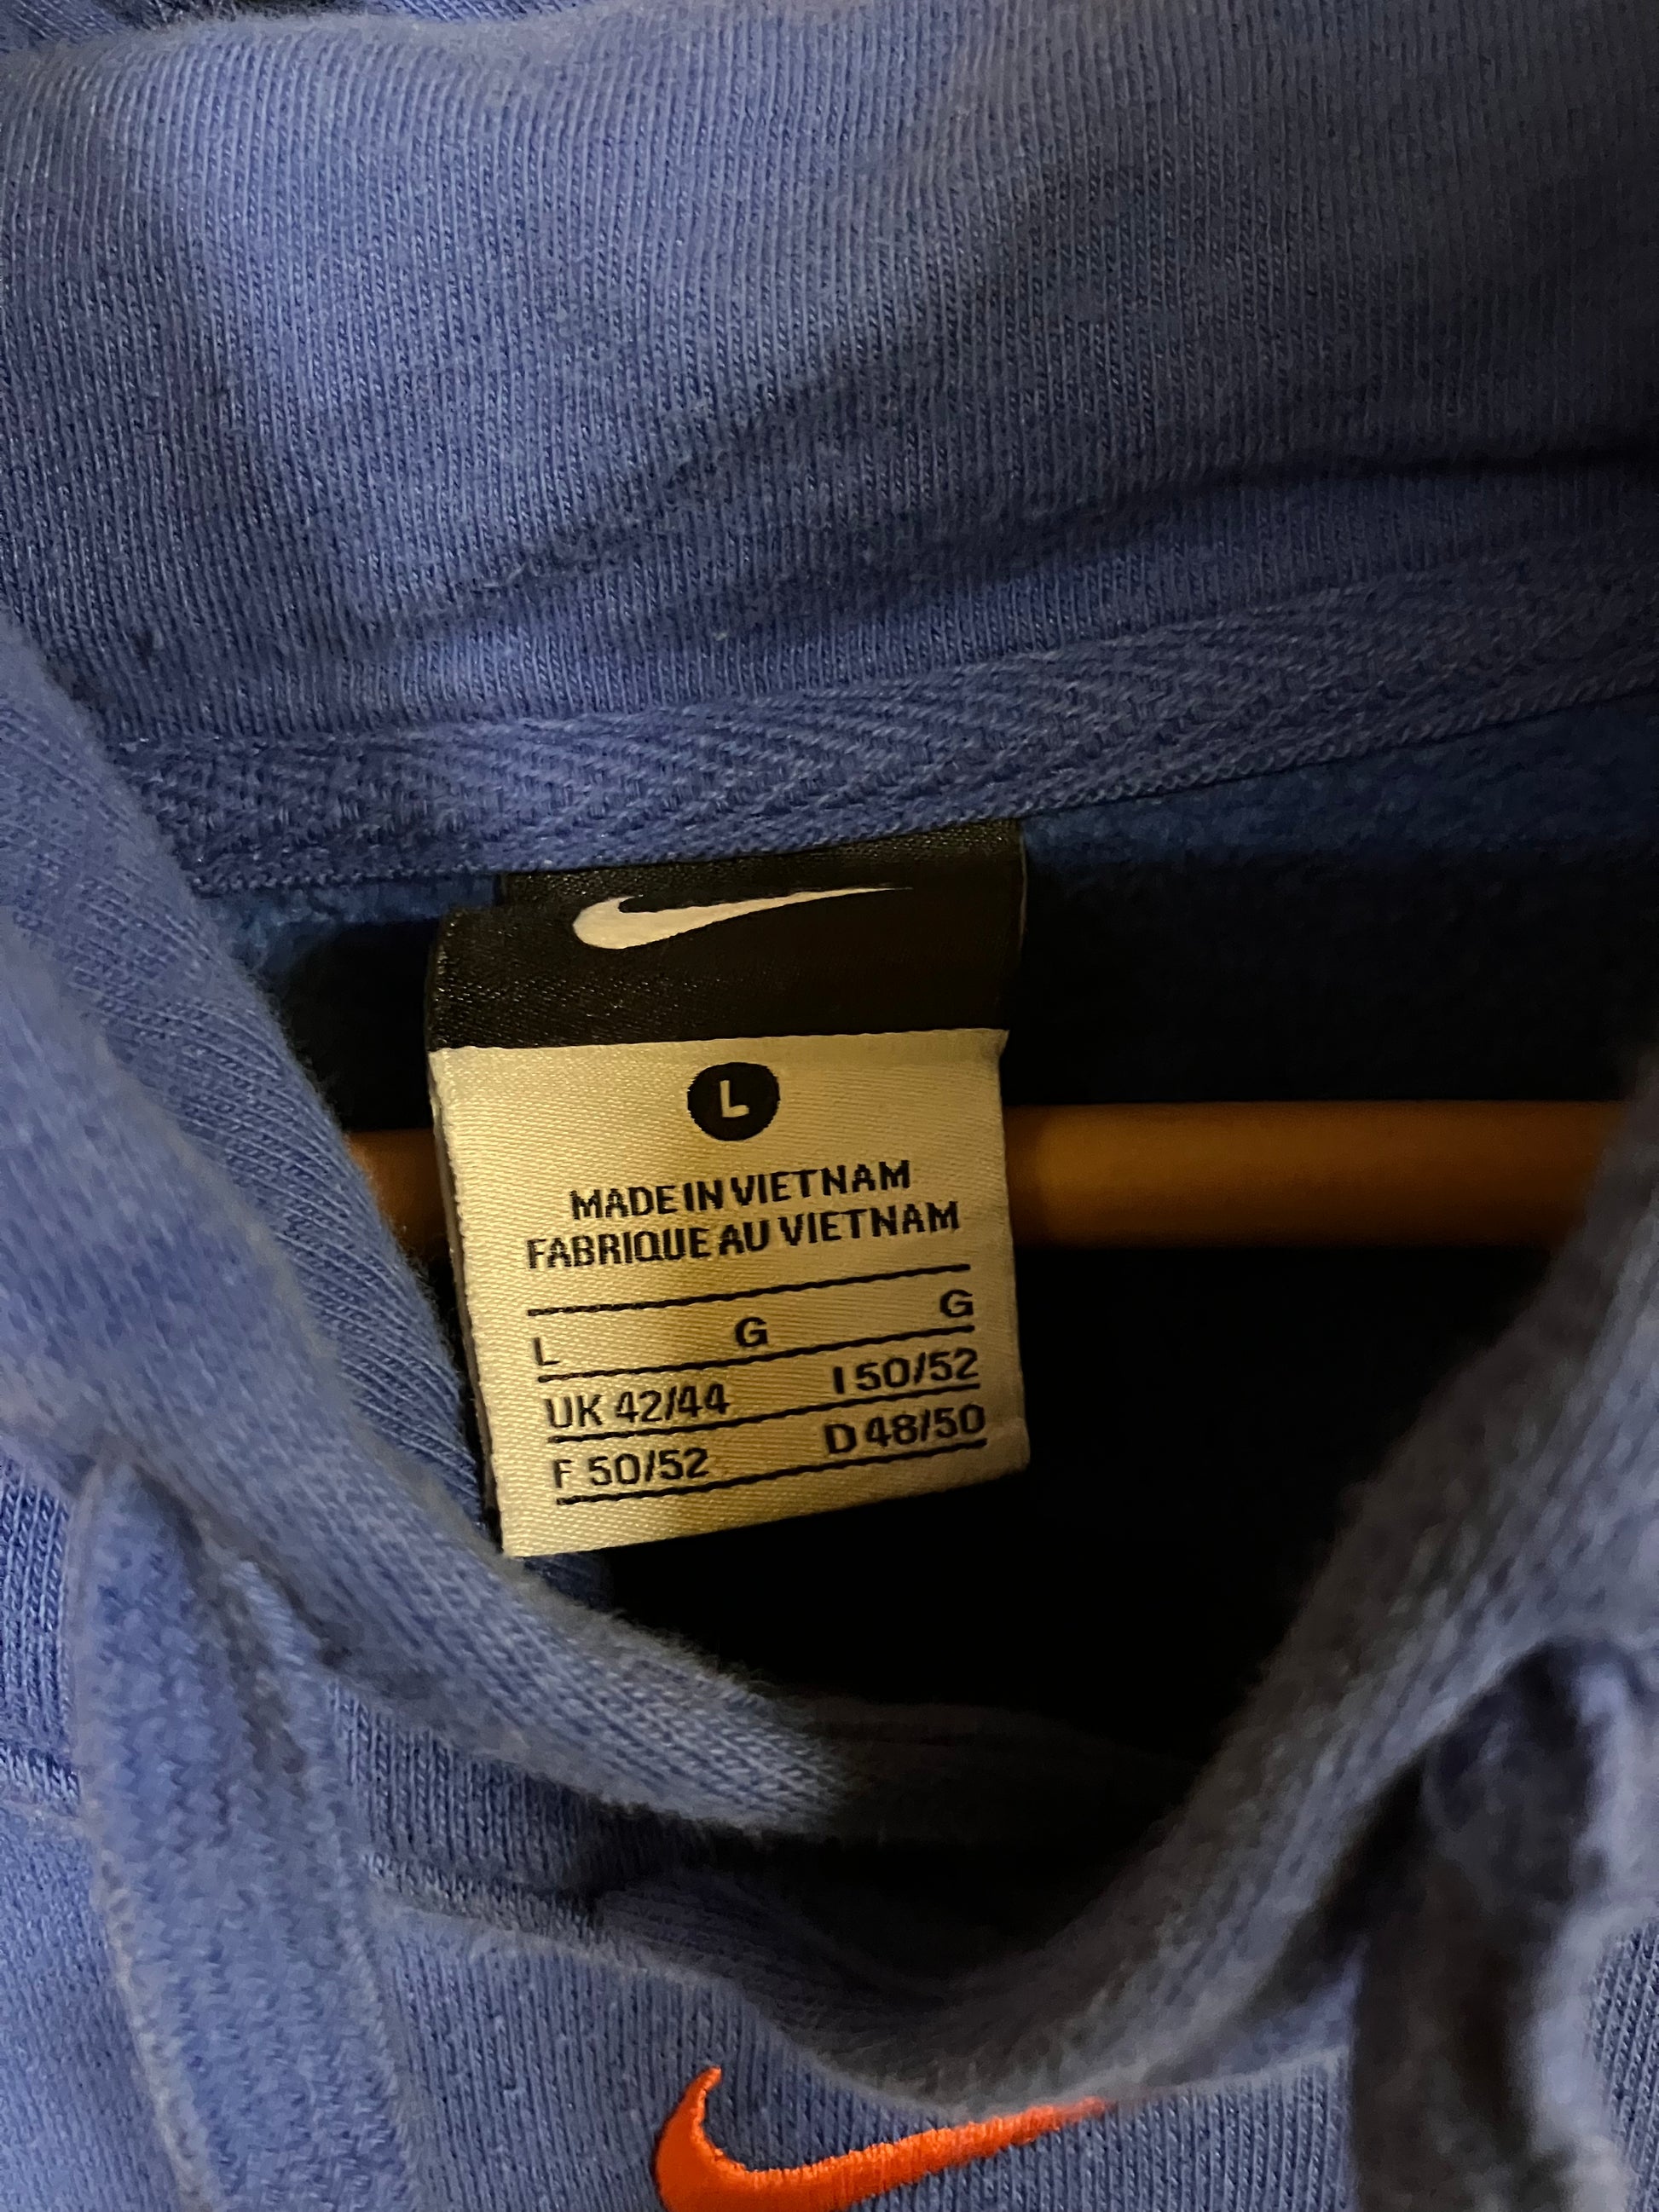 L
MADE IN VIETNAM
FABRIQUE AU VIETNAM
L G G
UK 42/44 I 50/52
F 50/52 D 48/50